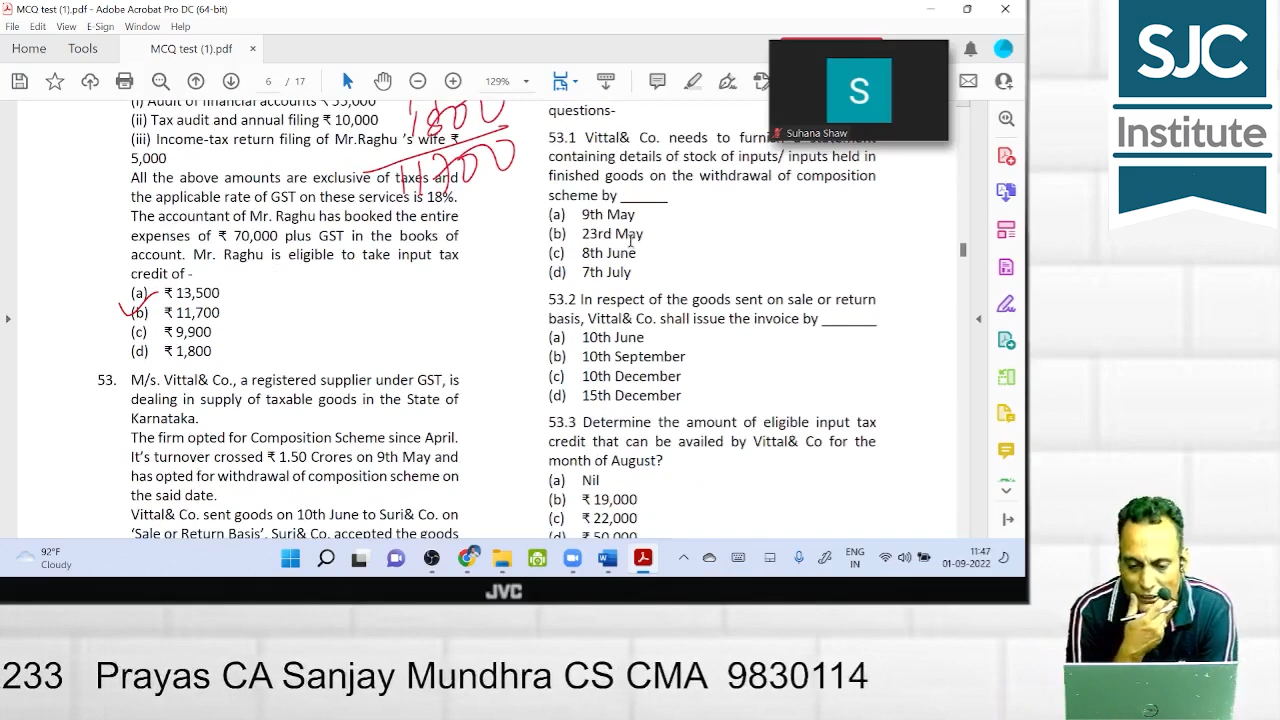 MCQ test (1).pdf - Adobe Acrobat Pro DC (64-bit)
File Edit View E-Sign Window Help
Home Tools MCQ test (1).pdf ×
6 / 17 129%
S
Suhana Shaw
(ii) Tax audit and annual filing ₹ 10,000
(iii) Income-tax return filing of Mr.Raghu 's wife ₹
5,000
All the above amounts are exclusive of taxes and
the applicable rate of GST on these services is 18%.
The accountant of Mr. Raghu has booked the entire
expenses of ₹ 70,000 plus GST in the books of
account. Mr. Raghu is eligible to take input tax
credit of -
(a) ₹ 13,500
(b) ₹ 11,700
(c) ₹ 9,900
(d) ₹ 1,800
1800
11700
53. M/s. Vittal& Co., a registered supplier under GST, is
dealing in supply of taxable goods in the State of
Karnataka.
The firm opted for Composition Scheme since April.
It's turnover crossed ₹ 1.50 crores on 9th May and
has opted for withdrawal of composition scheme on
the said date.
Vittal& Co. sent goods on 10th June to Suri& Co. on
'Sale or Return Basis'. Suri& Co. accepted the goods
questions-
53.1 Vittal& Co. needs to furnish a statement
containing details of stock of inputs/ inputs held in
finished goods on the withdrawal of composition
scheme by ______
(a) 9th May
(b) 23rd May
(c) 8th June
(d) 7th July
53.2 In respect of the goods sent on sale or return
basis, Vittal& Co. shall issue the invoice by _______
(a) 10th June
(b) 10th September
(c) 10th December
(d) 15th December
53.3 Determine the amount of eligible input tax
credit that can be availed by Vittal& Co for the
month of August?
(a) Nil
(b) ₹ 19,000
(c) ₹ 22,000
(d) ₹ 50,000
92°F
Cloudy
ENG
IN
11:47
01-09-2022
JVC
SJC
Institute
233 Prayas CA Sanjay Mundhra CS CMA 9830114